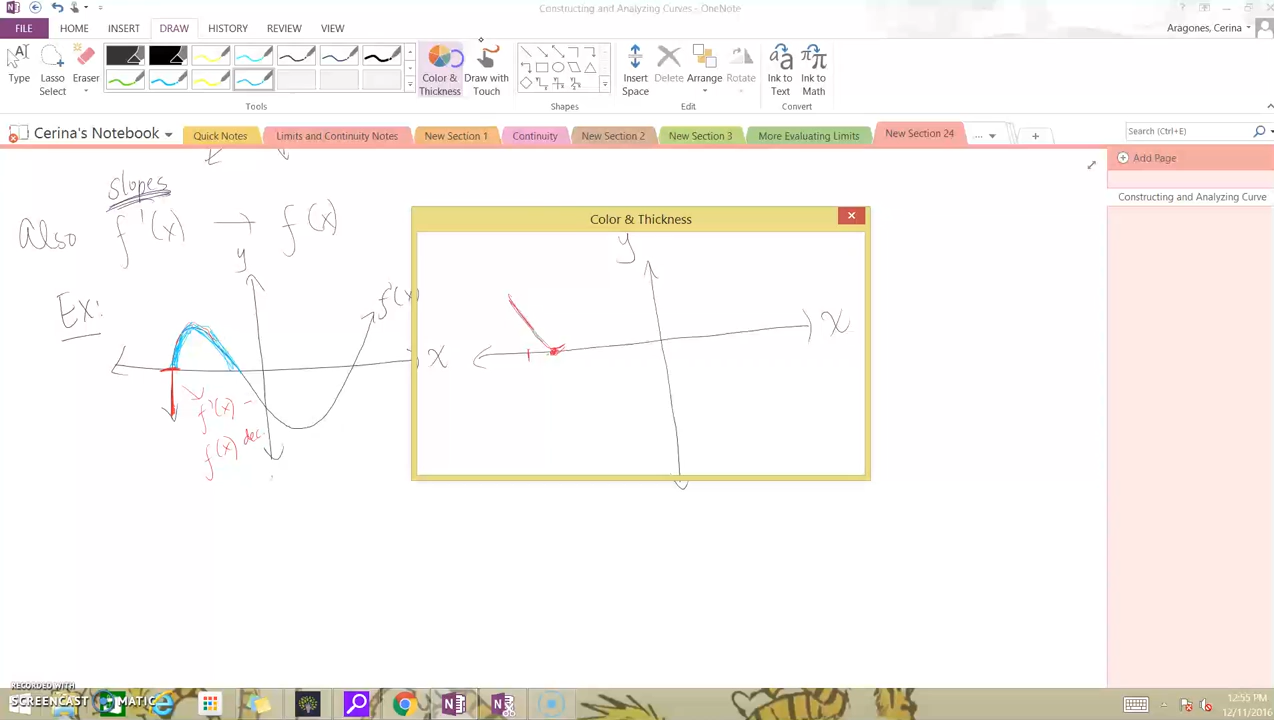 Constructing and Analyzing Curves - OneNote
FILE HOME INSERT DRAW HISTORY REVIEW VIEW
Aragones, Cerina
Type
Lasso Select
Eraser
Color & Thickness
Draw with Touch
Insert Space
Delete
Arrange
Rotate
Ink to Text
Ink to Math
Tools
Shapes
Edit
Convert
Cerina's Notebook
Quick Notes
Limits and Continuity Notes
New Section 1
Continuity
New Section 2
New Section 3
More Evaluating Limits
New Section 24
...
Search (Ctrl+E)
Add Page
Constructing and Analyzing Curve
slopes
Also f'(x) → f(x)
y
Ex:
f'(x)
x
f'(x) -
f(x) dec.
Color & Thickness
y
x
RECORDED WITH
SCREENCAST MATIC
12:55 PM
12/11/2016